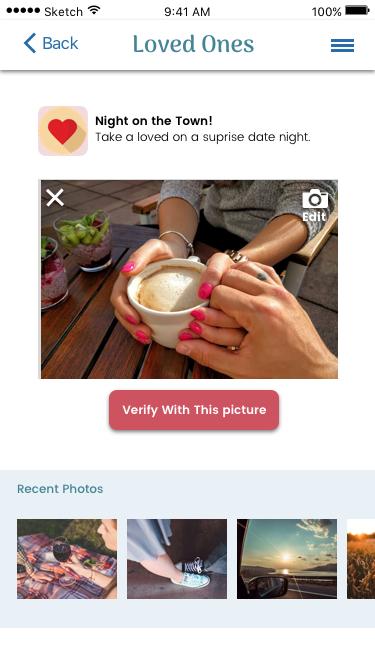 Sketch 9:41 AM 100%
Back Loved Ones
Night on the Town!
Take a loved on a suprise date night.
Edit
Verify With This picture
Recent Photos